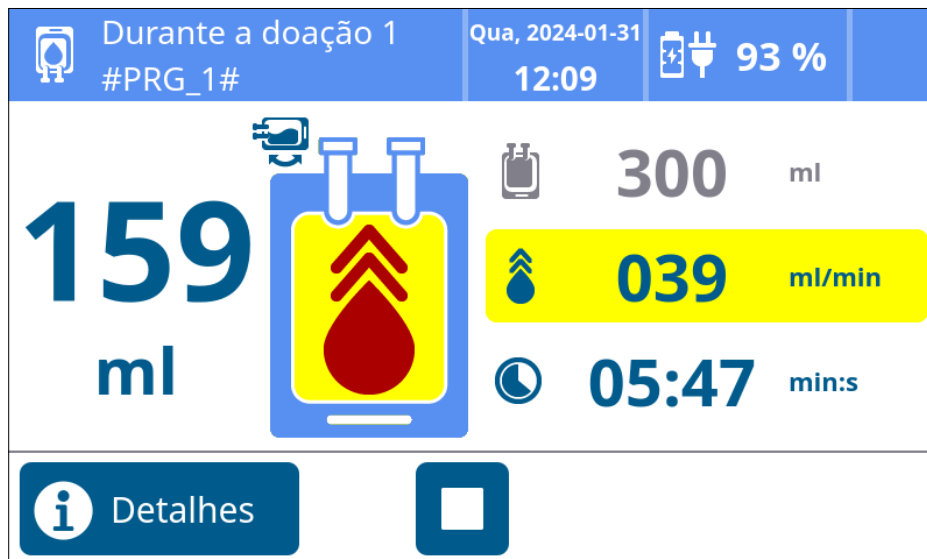 Durante a doação 1
#PRG_1#
Qua, 2024-01-31
12:09
93 %
159
ml
300 ml
039 ml/min
05:47 min:s
Detalhes